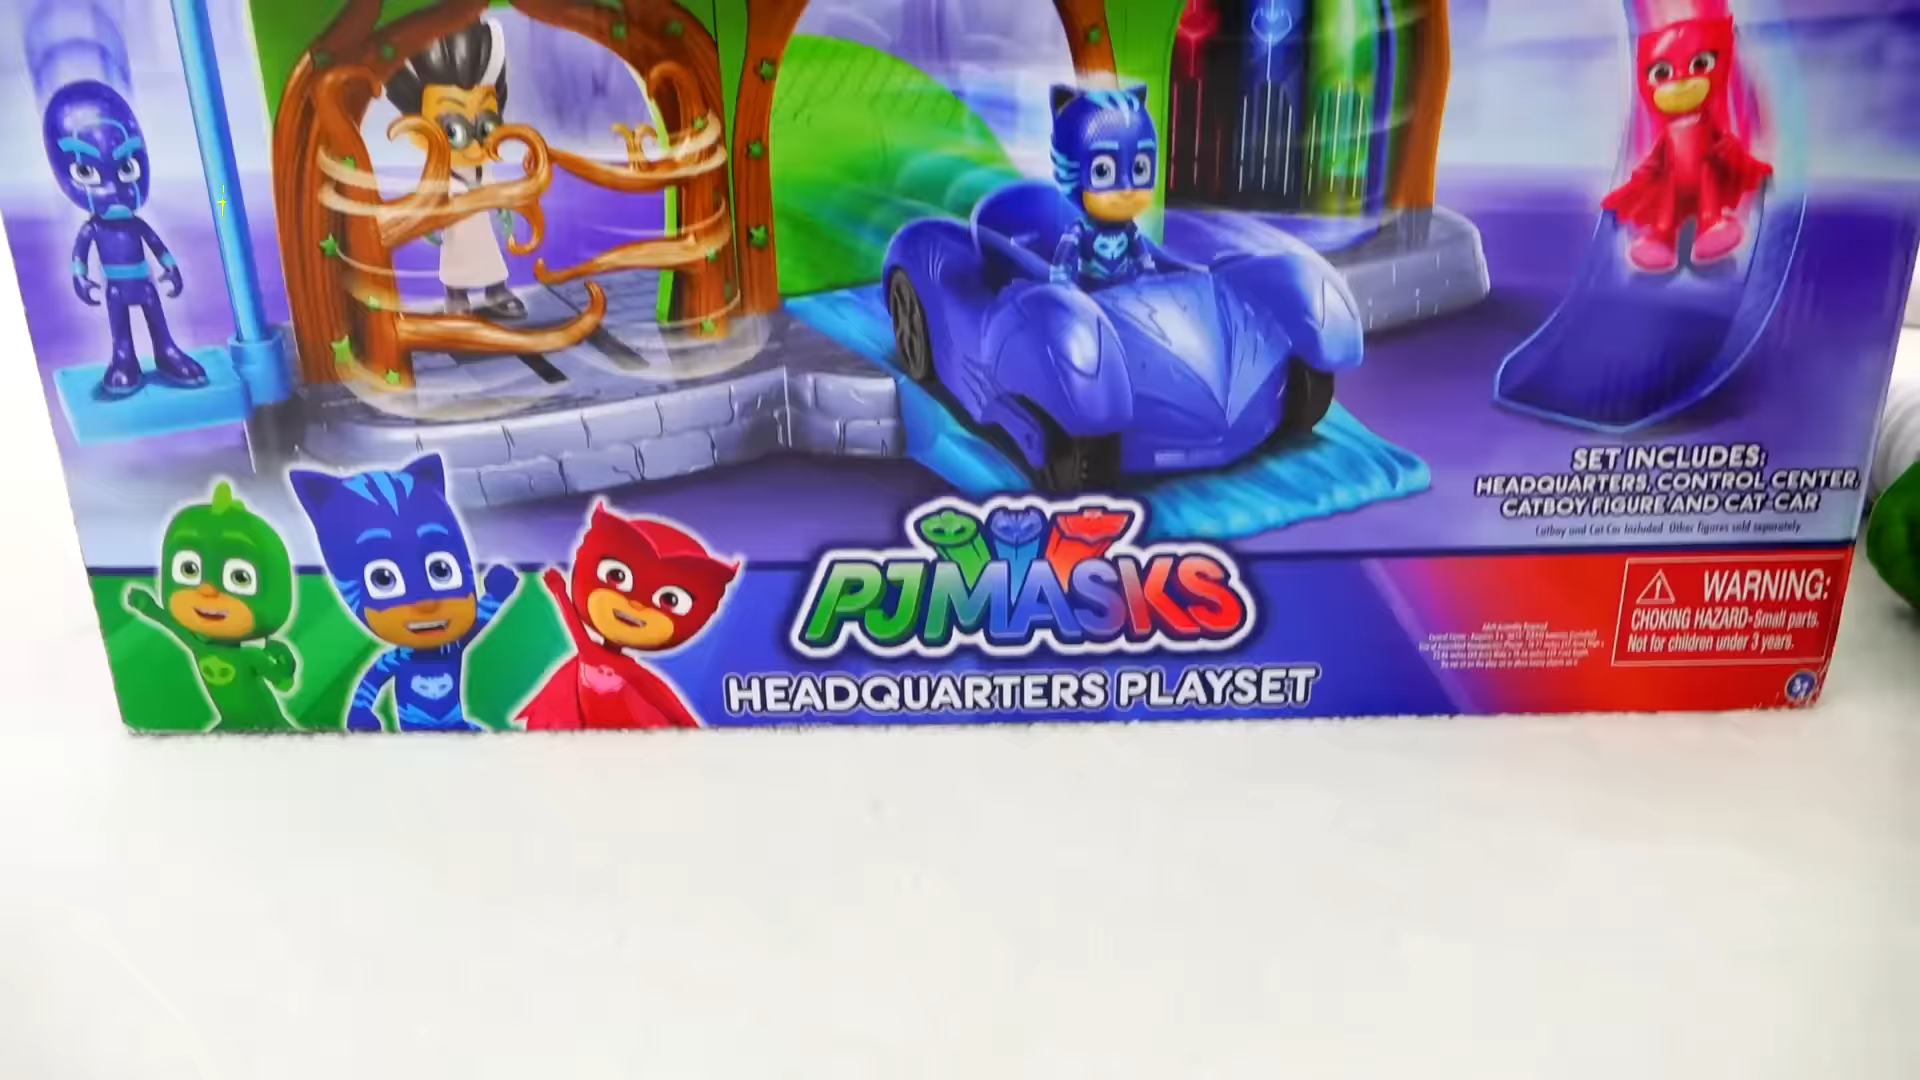 SET INCLUDES:
HEADQUARTERS, CONTROL CENTER,
CATBOY FIGURE AND CAT-CAR
Catboy and Cat Car Included. Other figures sold separately.
PJMASKS
HEADQUARTERS PLAYSET
WARNING:
CHOKING HAZARD-Small parts.
Not for children under 3 years.
3+